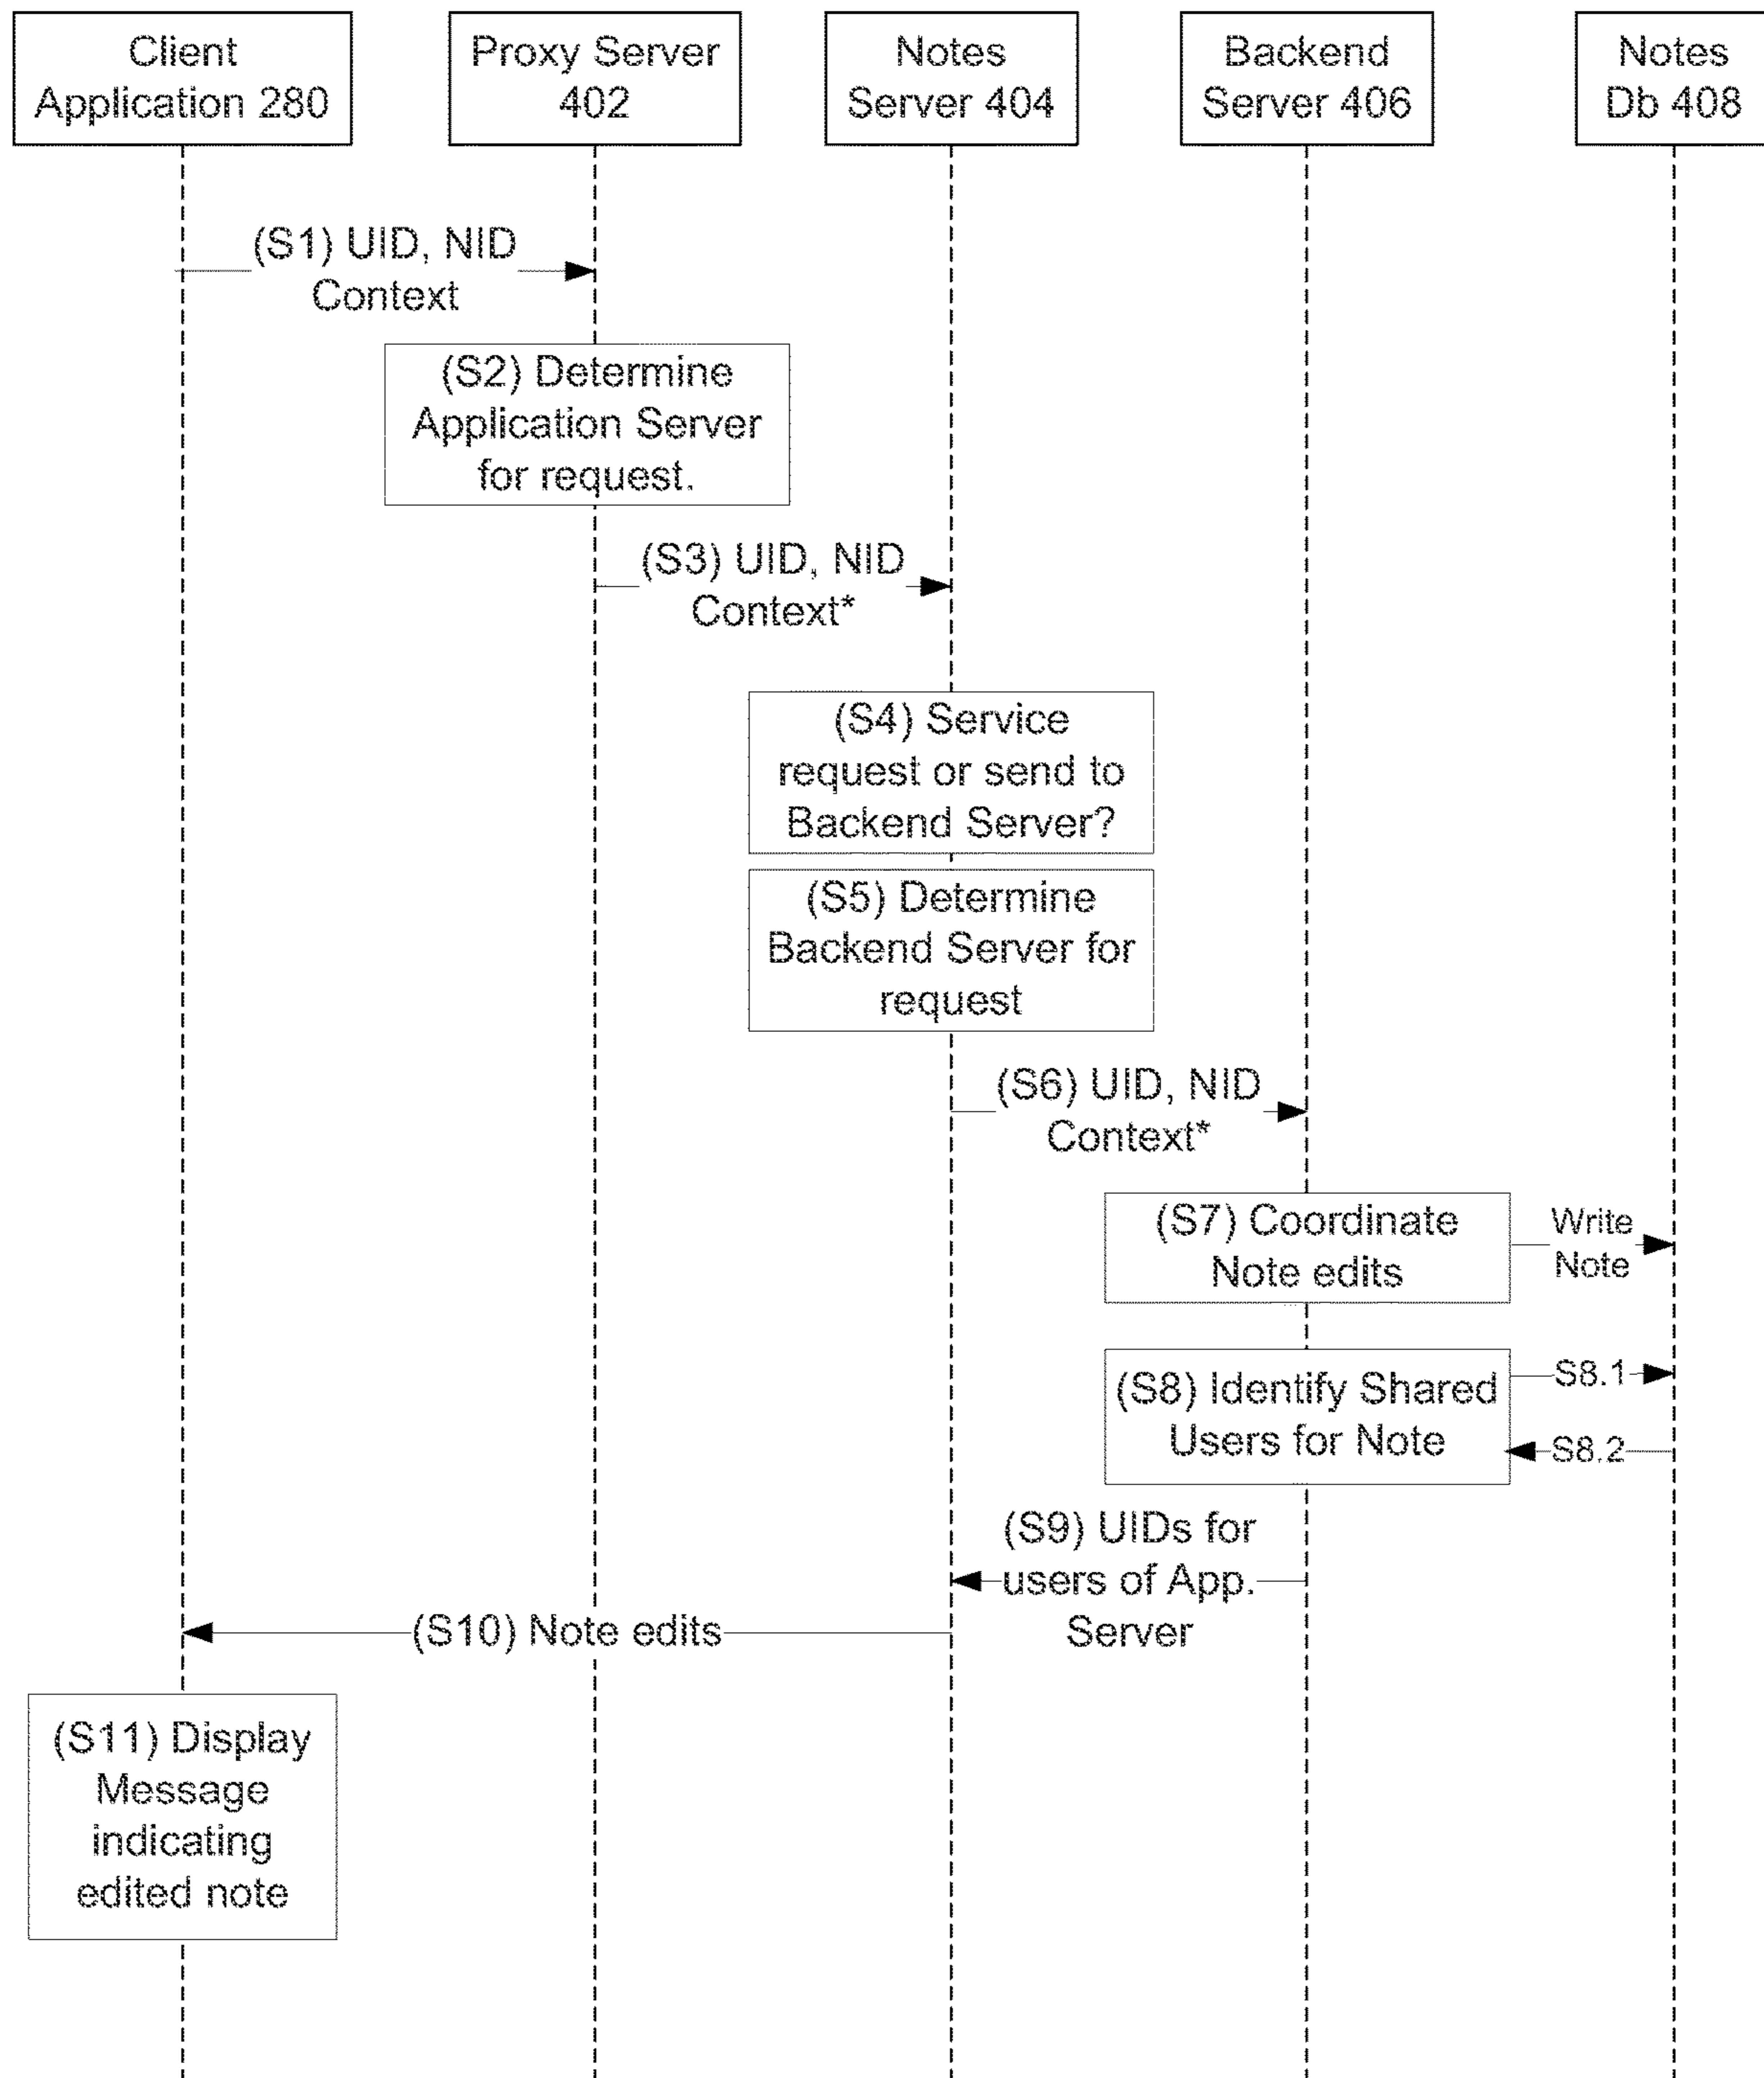 Client
Application 280
Proxy Server
402
Notes
Server 404
Backend
Server 406
Notes
Db 408
(S1) UID, NID
Context
(S2) Determine
Application Server
for request.
(S3) UID, NID
Context*
(S4) Service
request or send to
Backend Server?
(S5) Determine
Backend Server for
request
(S6) UID, NID
Context*
(S7) Coordinate
Note edits
Write
Note
(S8) Identify Shared
Users for Note
S8.1
S8.2
(S9) UIDs for
users of App.
Server
(S10) Note edits
(S11) Display
Message
indicating
edited note